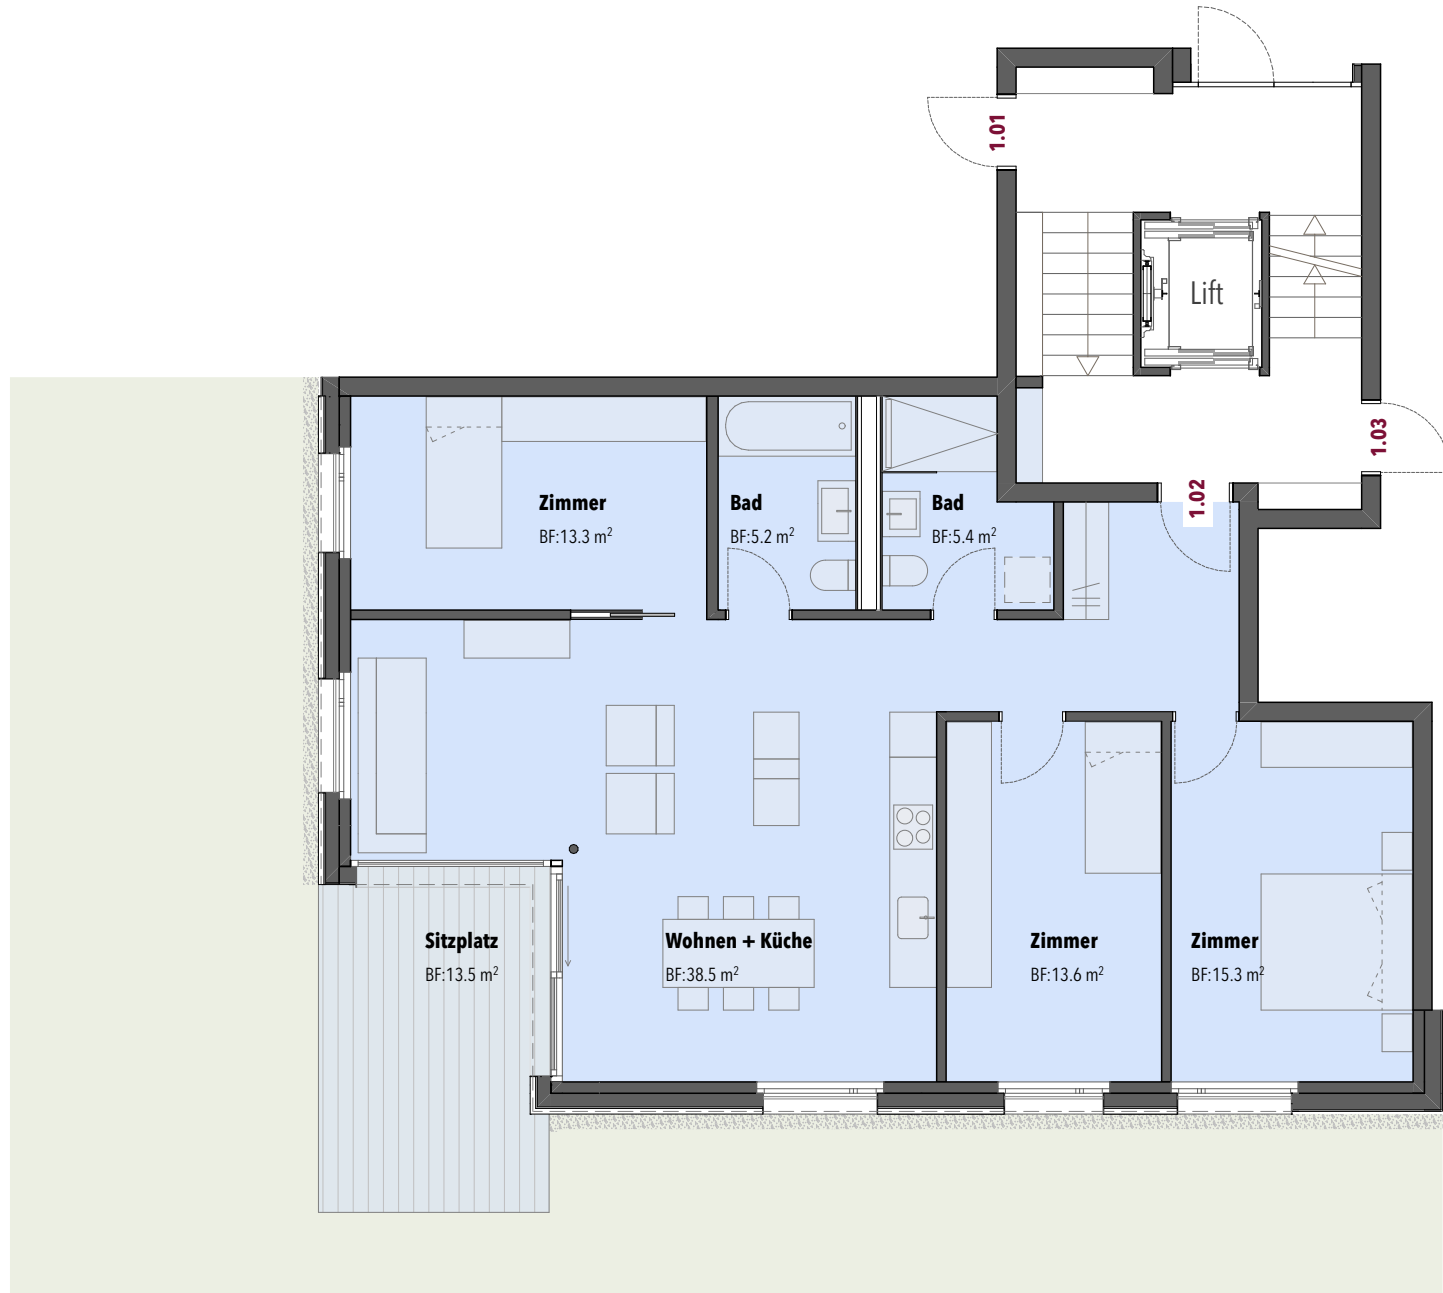 1.01
Lift
1.03
1.02
Zimmer
BF:13.3 m²
Bad
BF:5.2 m²
Bad
BF:5.4 m²
Sitzplatz
BF:13.5 m²
Wohnen + Küche
BF:38.5 m²
Zimmer
BF:13.6 m²
Zimmer
BF:15.3 m²